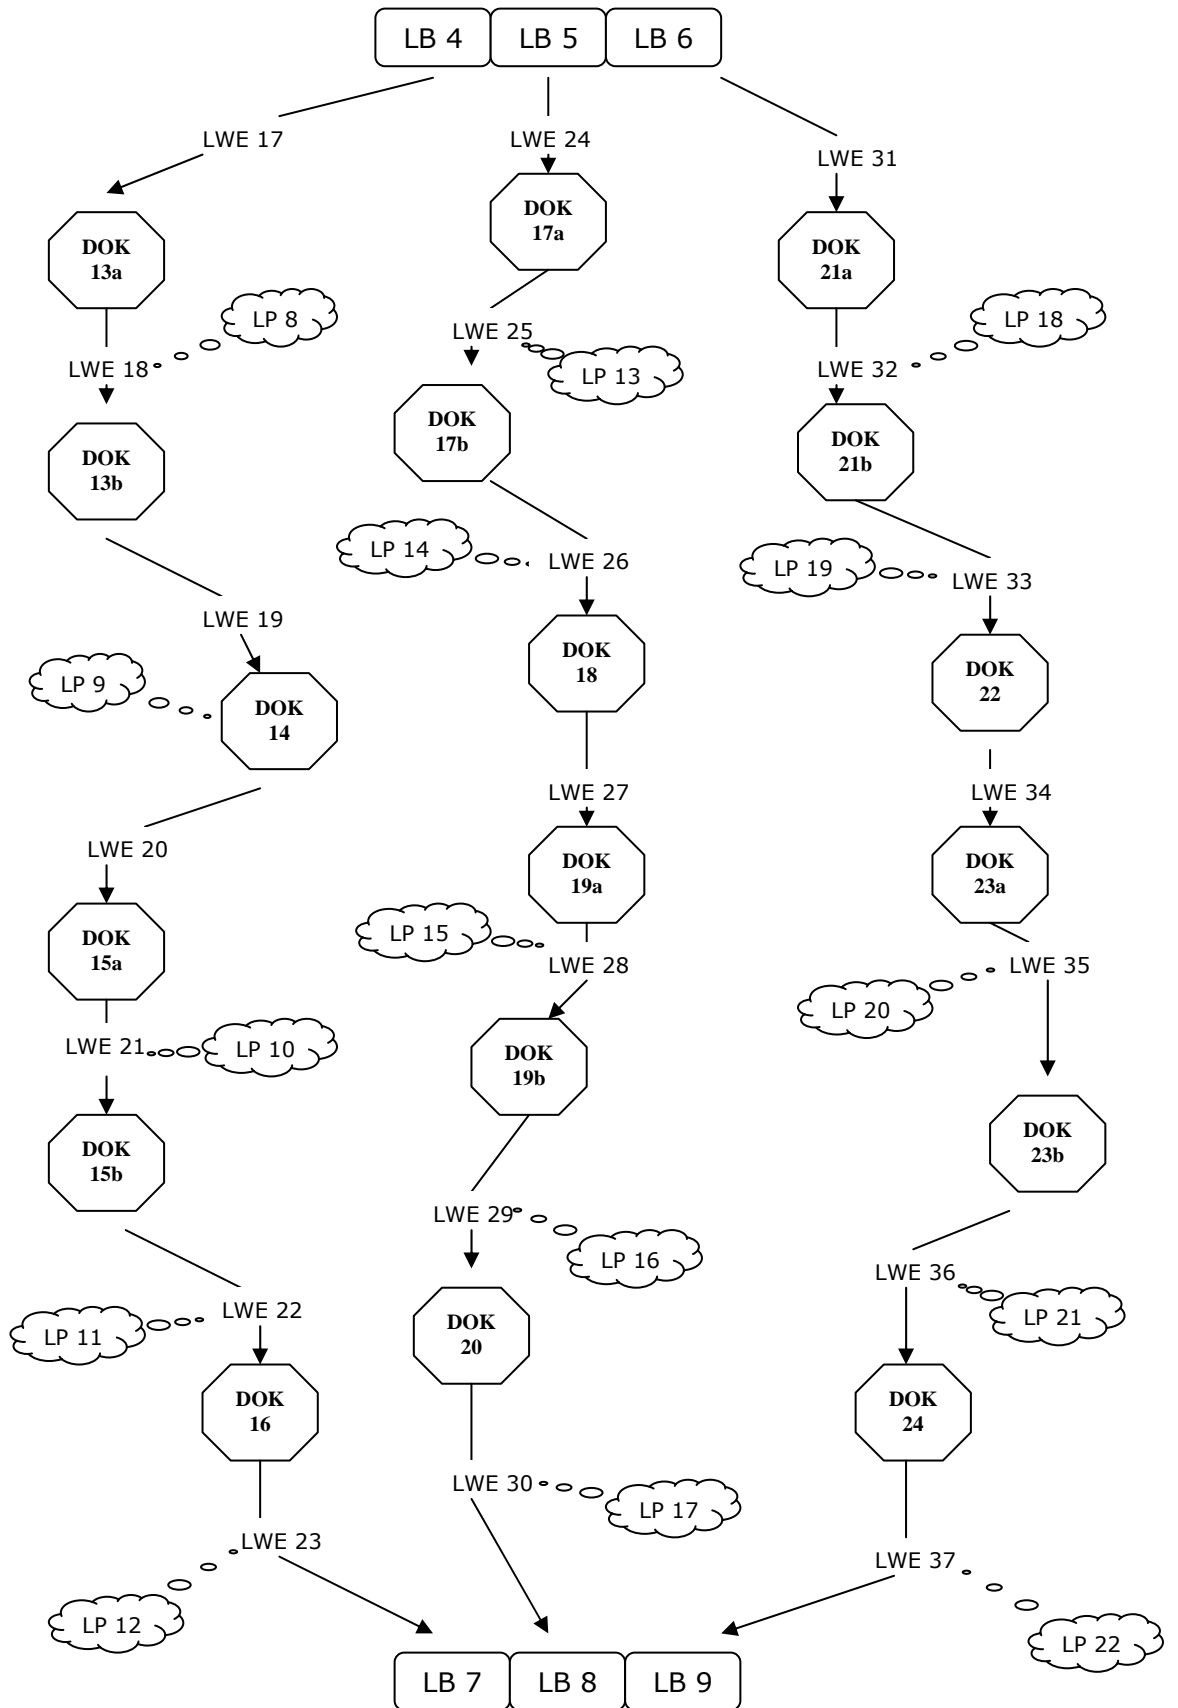 LB 4 LB 5 LB 6
LWE 17
LWE 24
LWE 31
DOK
17a
DOK
13a
DOK
21a
LP 8
LP 18
LWE 25
LWE 18
LP 13
LWE 32
DOK
17b
DOK
21b
DOK
13b
LP 14
LWE 26
LP 19
LWE 33
LWE 19
DOK
18
LP 9
DOK
22
DOK
14
LWE 27
LWE 34
LWE 20
DOK
19a
DOK
23a
LP 15
DOK
15a
LWE 28
LWE 35
LP 20
LWE 21
LP 10
DOK
19b
DOK
23b
DOK
15b
LWE 29
LP 16
LWE 36
LWE 22
LP 21
LP 11
DOK
20
DOK
16
DOK
24
LWE 30
LP 17
LWE 23
LWE 37
LP 12
LP 22
LB 7 LB 8 LB 9